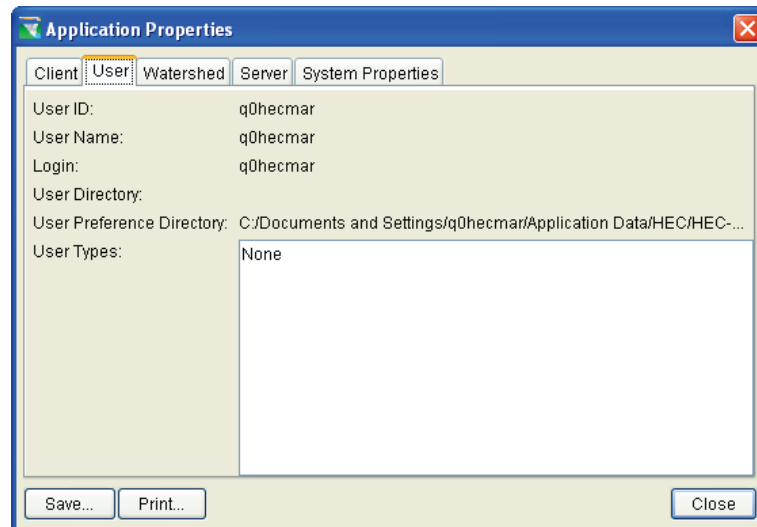 Application Properties
Client User Watershed Server System Properties
User ID: q0hecmar
User Name: q0hecmar
Login: q0hecmar
User Directory:
User Preference Directory: C:/Documents and Settings/q0hecmar/Application Data/HEC/HEC-...
User Types: None
Save... Print... Close